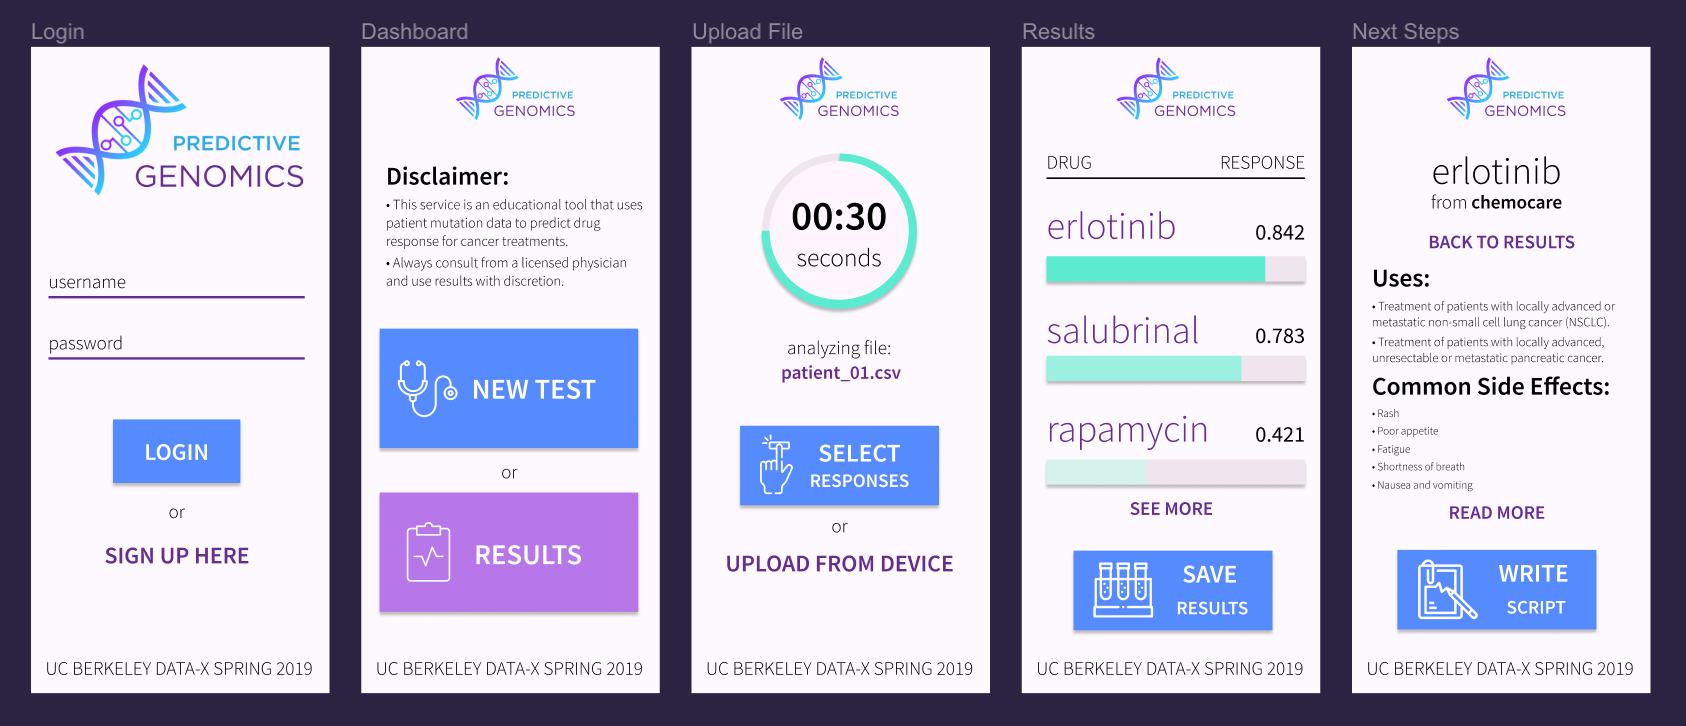 Login
PREDICTIVE
GENOMICS
username
password
LOGIN
or
SIGN UP HERE
UC BERKELEY DATA-X SPRING 2019
Dashboard
PREDICTIVE
GENOMICS
Disclaimer:
• This service is an educational tool that uses
patient mutation data to predict drug
response for cancer treatments.
• Always consult from a licensed physician
and use results with discretion.
NEW TEST
or
RESULTS
UC BERKELEY DATA-X SPRING 2019
Upload File
PREDICTIVE
GENOMICS
00:30
seconds
analyzing file:
patient_01.csv
SELECT
RESPONSES
or
UPLOAD FROM DEVICE
UC BERKELEY DATA-X SPRING 2019
Results
PREDICTIVE
GENOMICS
DRUG RESPONSE
erlotinib 0.842
salubrinal 0.783
rapamycin 0.421
SEE MORE
SAVE
RESULTS
UC BERKELEY DATA-X SPRING 2019
Next Steps
PREDICTIVE
GENOMICS
erlotinib
from chemocare
BACK TO RESULTS
Uses:
• Treatment of patients with locally advanced or
metastatic non-small cell lung cancer (NSCLC).
• Treatment of patients with locally advanced,
unresectable or metastatic pancreatic cancer.
Common Side Effects:
• Rash
• Poor appetite
• Fatigue
• Shortness of breath
• Nausea and vomiting
READ MORE
WRITE
SCRIPT
UC BERKELEY DATA-X SPRING 2019